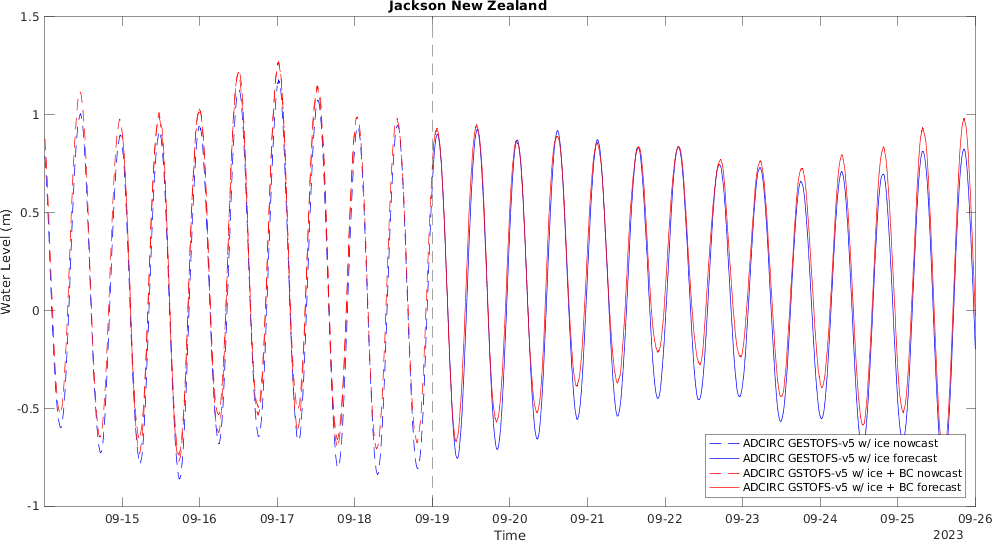 Jackson New Zealand
1.5
1
0.5
0
-0.5
-1
Water Level (m)
09-15
09-16
09-17
09-18
09-19
09-20
09-21
09-22
09-23
09-24
09-25
09-26
Time
2023
ADCIRC GESTOFS-v5 w/ ice nowcast
ADCIRC GESTOFS-v5 w/ ice forecast
ADCIRC GSTOFS-v5 w/ ice + BC nowcast
ADCIRC GSTOFS-v5 w/ ice + BC forecast